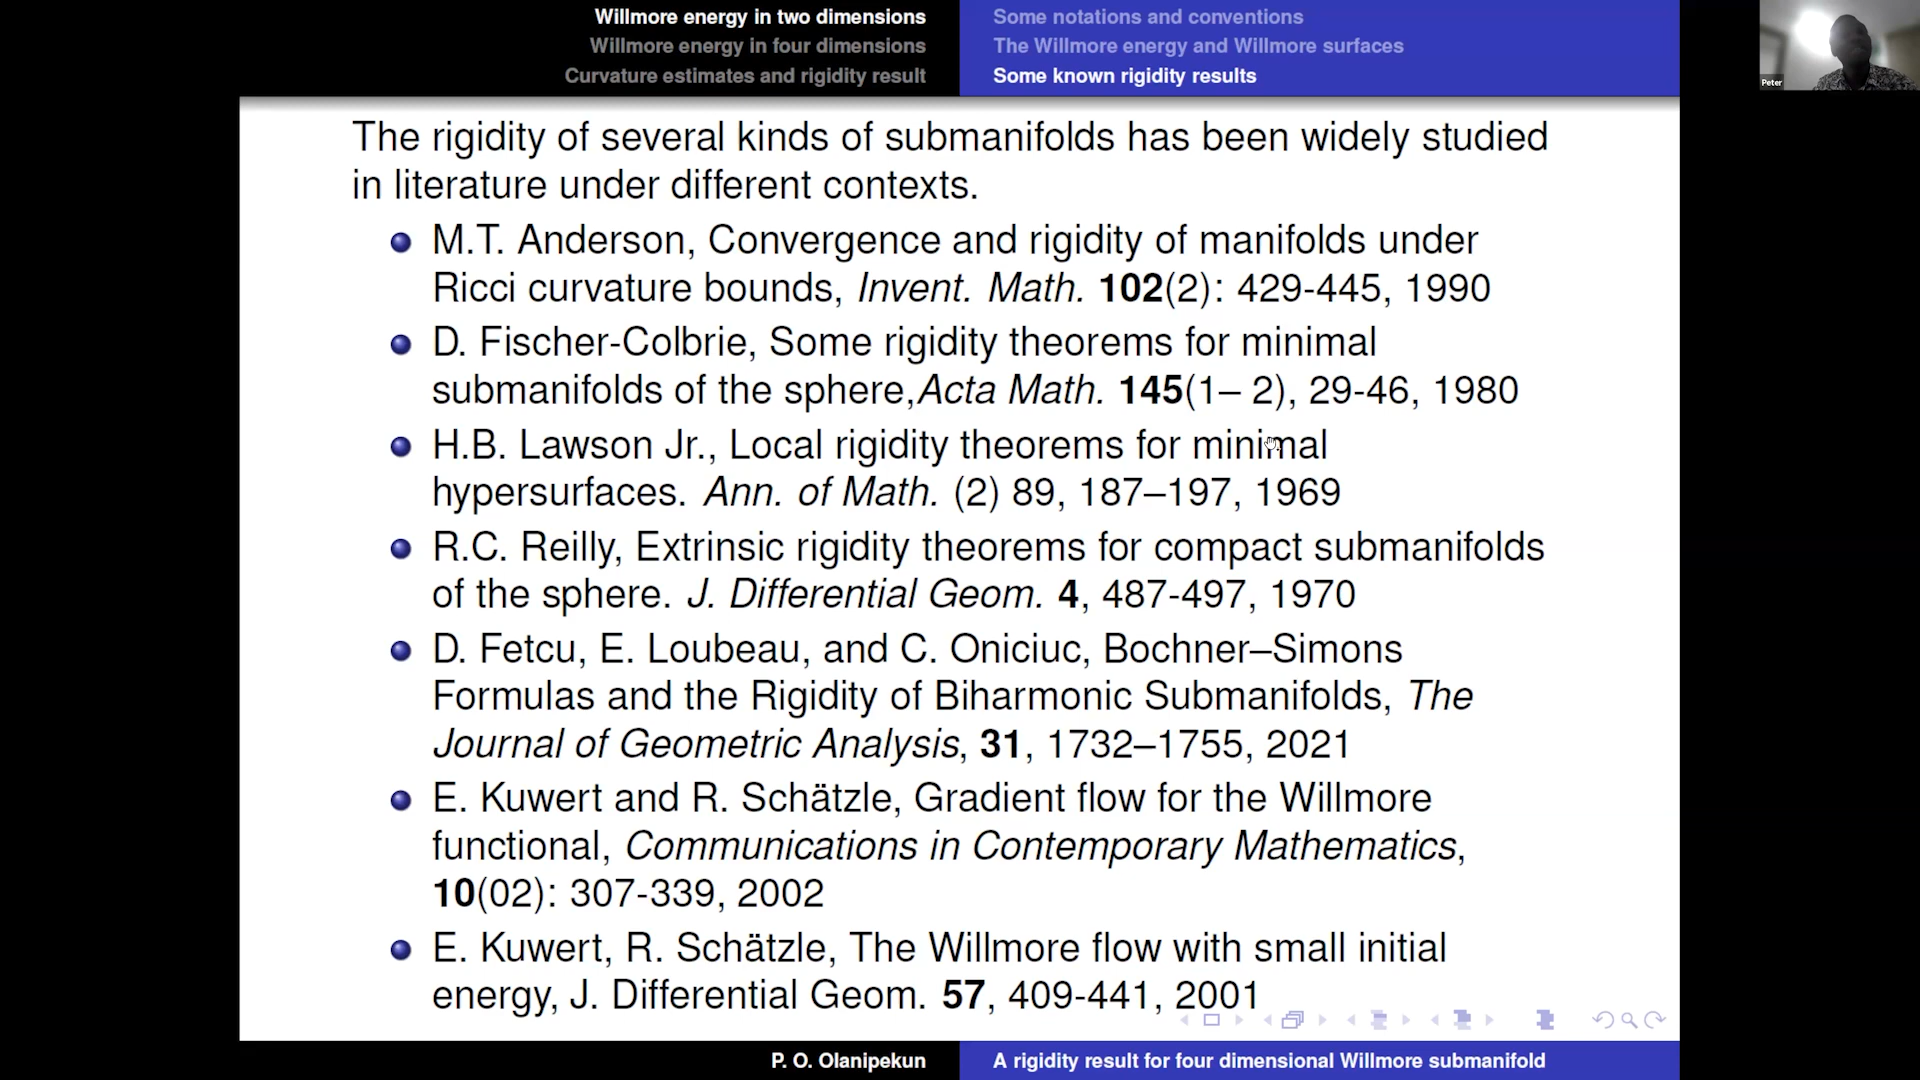 Willmore energy in two dimensions
Willmore energy in four dimensions
Curvature estimates and rigidity result
Some notations and conventions
The Willmore energy and Willmore surfaces
Some known rigidity results
Peter
The rigidity of several kinds of submanifolds has been widely studied
in literature under different contexts.
M.T. Anderson, Convergence and rigidity of manifolds under
Ricci curvature bounds, Invent. Math. 102(2): 429-445, 1990
D. Fischer-Colbrie, Some rigidity theorems for minimal
submanifolds of the sphere,Acta Math. 145(1– 2), 29-46, 1980
H.B. Lawson Jr., Local rigidity theorems for minimal
hypersurfaces. Ann. of Math. (2) 89, 187–197, 1969
R.C. Reilly, Extrinsic rigidity theorems for compact submanifolds
of the sphere. J. Differential Geom. 4, 487-497, 1970
D. Fetcu, E. Loubeau, and C. Oniciuc, Bochner–Simons
Formulas and the Rigidity of Biharmonic Submanifolds, The
Journal of Geometric Analysis, 31, 1732–1755, 2021
E. Kuwert and R. Schätzle, Gradient flow for the Willmore
functional, Communications in Contemporary Mathematics,
10(02): 307-339, 2002
E. Kuwert, R. Schätzle, The Willmore flow with small initial
energy, J. Differential Geom. 57, 409-441, 2001
P. O. Olanipekun
A rigidity result for four dimensional Willmore submanifold